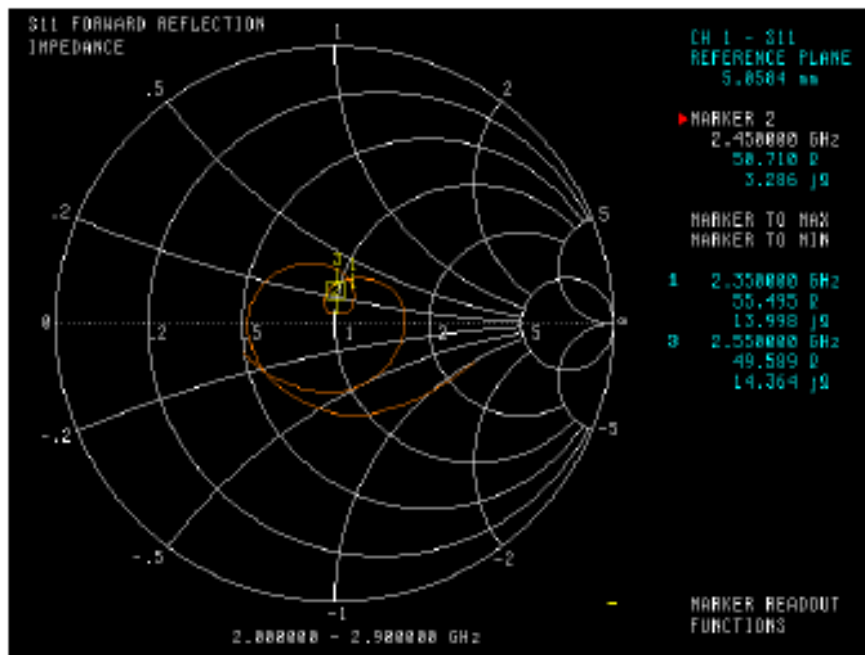 S11 FORWARD REFLECTION
IMPEDANCE
CH 1 - S11
REFERENCE PLANE
5.0584 mm
MARKER 2
2.450000 GHz
50.710 Ω
3.286 jΩ
MARKER TO MAX
MARKER TO MIN
1 2.350000 GHz
55.495 Ω
13.998 jΩ
3 2.550000 GHz
49.589 Ω
14.364 jΩ
1
.5 2
.2 5
3 1
2
0 .2 .5 1 2 5 ∞
-.2 -5
-.5 -2
-1
2.000000 - 2.900000 GHz
MARKER READOUT
FUNCTIONS